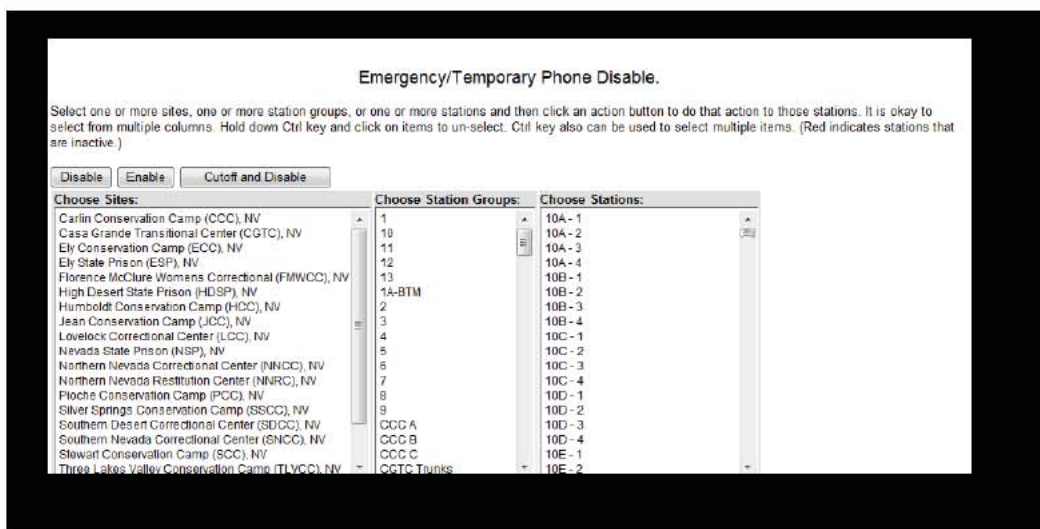 Emergency/Temporary Phone Disable.
Select one or more sites, one or more station groups, or one or more stations and then click an action button to do that action to those stations. It is okay to
select from multiple columns. Hold down Ctrl key and click on items to un-select. Ctrl key also can be used to select multiple items. (Red indicates stations that
are inactive.)
Disable Enable Cutoff and Disable
Choose Sites:
Carlin Conservation Camp (CCC), NV
Casa Grande Transitional Center (CGTC), NV
Ely Conservation Camp (ECC), NV
Ely State Prison (ESP), NV
Florence McClure Womens Correctional (FMWCC), NV
High Desert State Prison (HDSP), NV
Humboldt Conservation Camp (HCC), NV
Jean Conservation Camp (JCC), NV
Lovelock Correctional Center (LCC), NV
Nevada State Prison (NSP), NV
Northern Nevada Correctional Center (NNCC), NV
Northern Nevada Restitution Center (NNRC), NV
Pioche Conservation Camp (PCC), NV
Silver Springs Conservation Camp (SSCC), NV
Southern Desert Correctional Center (SDCC), NV
Southern Nevada Correctional Center (SNCC), NV
Stewart Conservation Camp (SCC), NV
Three Lakes Valley Conservation Camp (TLVCC), NV
Choose Station Groups:
1
10
11
12
13
1A-BTM
2
3
4
5
6
7
8
9
CCC A
CCC B
CCC C
CGTC Trunks
Choose Stations:
10A - 1
10A - 2
10A - 3
10A - 4
10B - 1
10B - 2
10B - 3
10B - 4
10C - 1
10C - 2
10C - 3
10C - 4
10D - 1
10D - 2
10D - 3
10D - 4
10E - 1
10E - 2